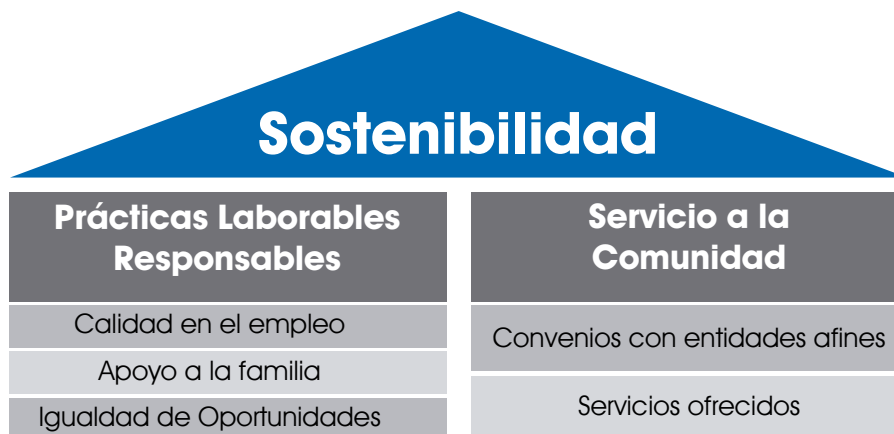 Sostenibilidad
Prácticas Laborables
Responsables
Calidad en el empleo
Apoyo a la familia
Igualdad de Oportunidades
Servicio a la
Comunidad
Convenios con entidades afines
Servicios ofrecidos